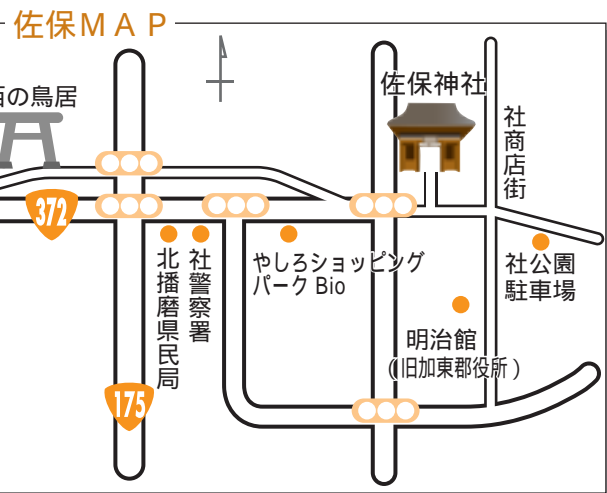 佐保ＭＡＰ
西の鳥居
佐保神社
社商店街
372
北播磨県民局
社警察署
やしろショッピング
パーク Bio
社公園
駐車場
明治館
（旧加東郡役所）
175